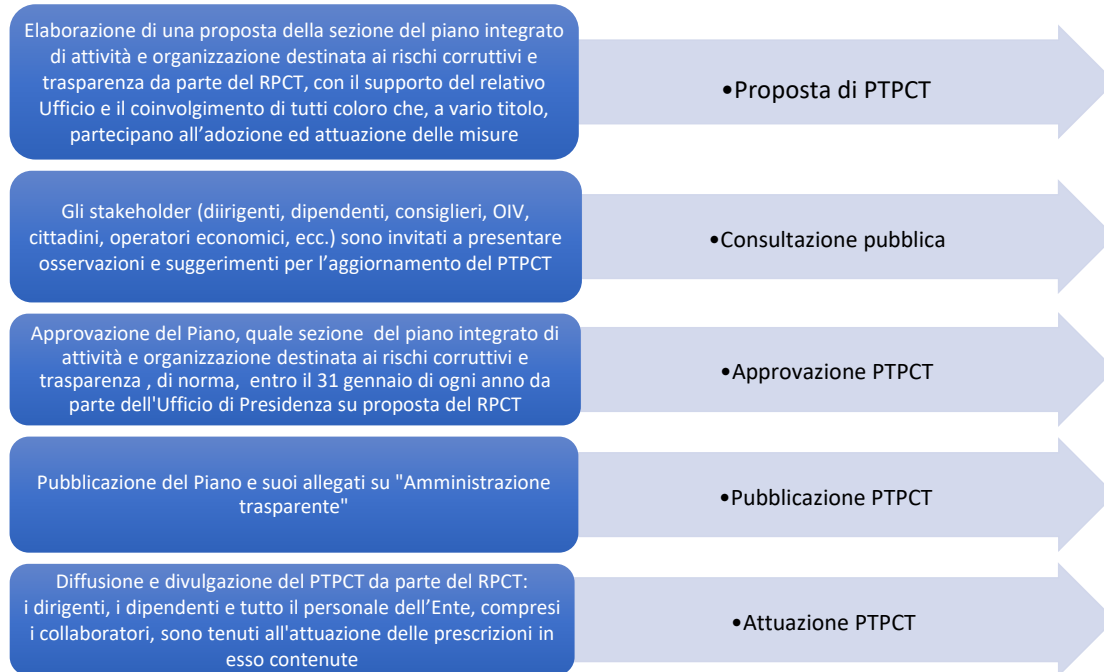 Elaborazione di una proposta della sezione del piano integrato
di attività e organizzazione destinata ai rischi corruttivi e
trasparenza da parte del RPCT, con il supporto del relativo
Ufficio e il coinvolgimento di tutti coloro che, a vario titolo,
partecipano all’adozione ed attuazione delle misure
•Proposta di PTPCT
Gli stakeholder (diirigenti, dipendenti, consiglieri, OIV,
cittadini, operatori economici, ecc.) sono invitati a presentare
osservazioni e suggerimenti per l’aggiornamento del PTPCT
•Consultazione pubblica
Approvazione del Piano, quale sezione del piano integrato di
attività e organizzazione destinata ai rischi corruttivi e
trasparenza , di norma, entro il 31 gennaio di ogni anno da
parte dell'Ufficio di Presidenza su proposta del RPCT
•Approvazione PTPCT
Pubblicazione del Piano e suoi allegati su "Amministrazione
trasparente"
•Pubblicazione PTPCT
Diffusione e divulgazione del PTPCT da parte del RPCT:
i dirigenti, i dipendenti e tutto il personale dell’Ente, compresi
i collaboratori, sono tenuti all'attuazione delle prescrizioni in
esso contenute
•Attuazione PTPCT